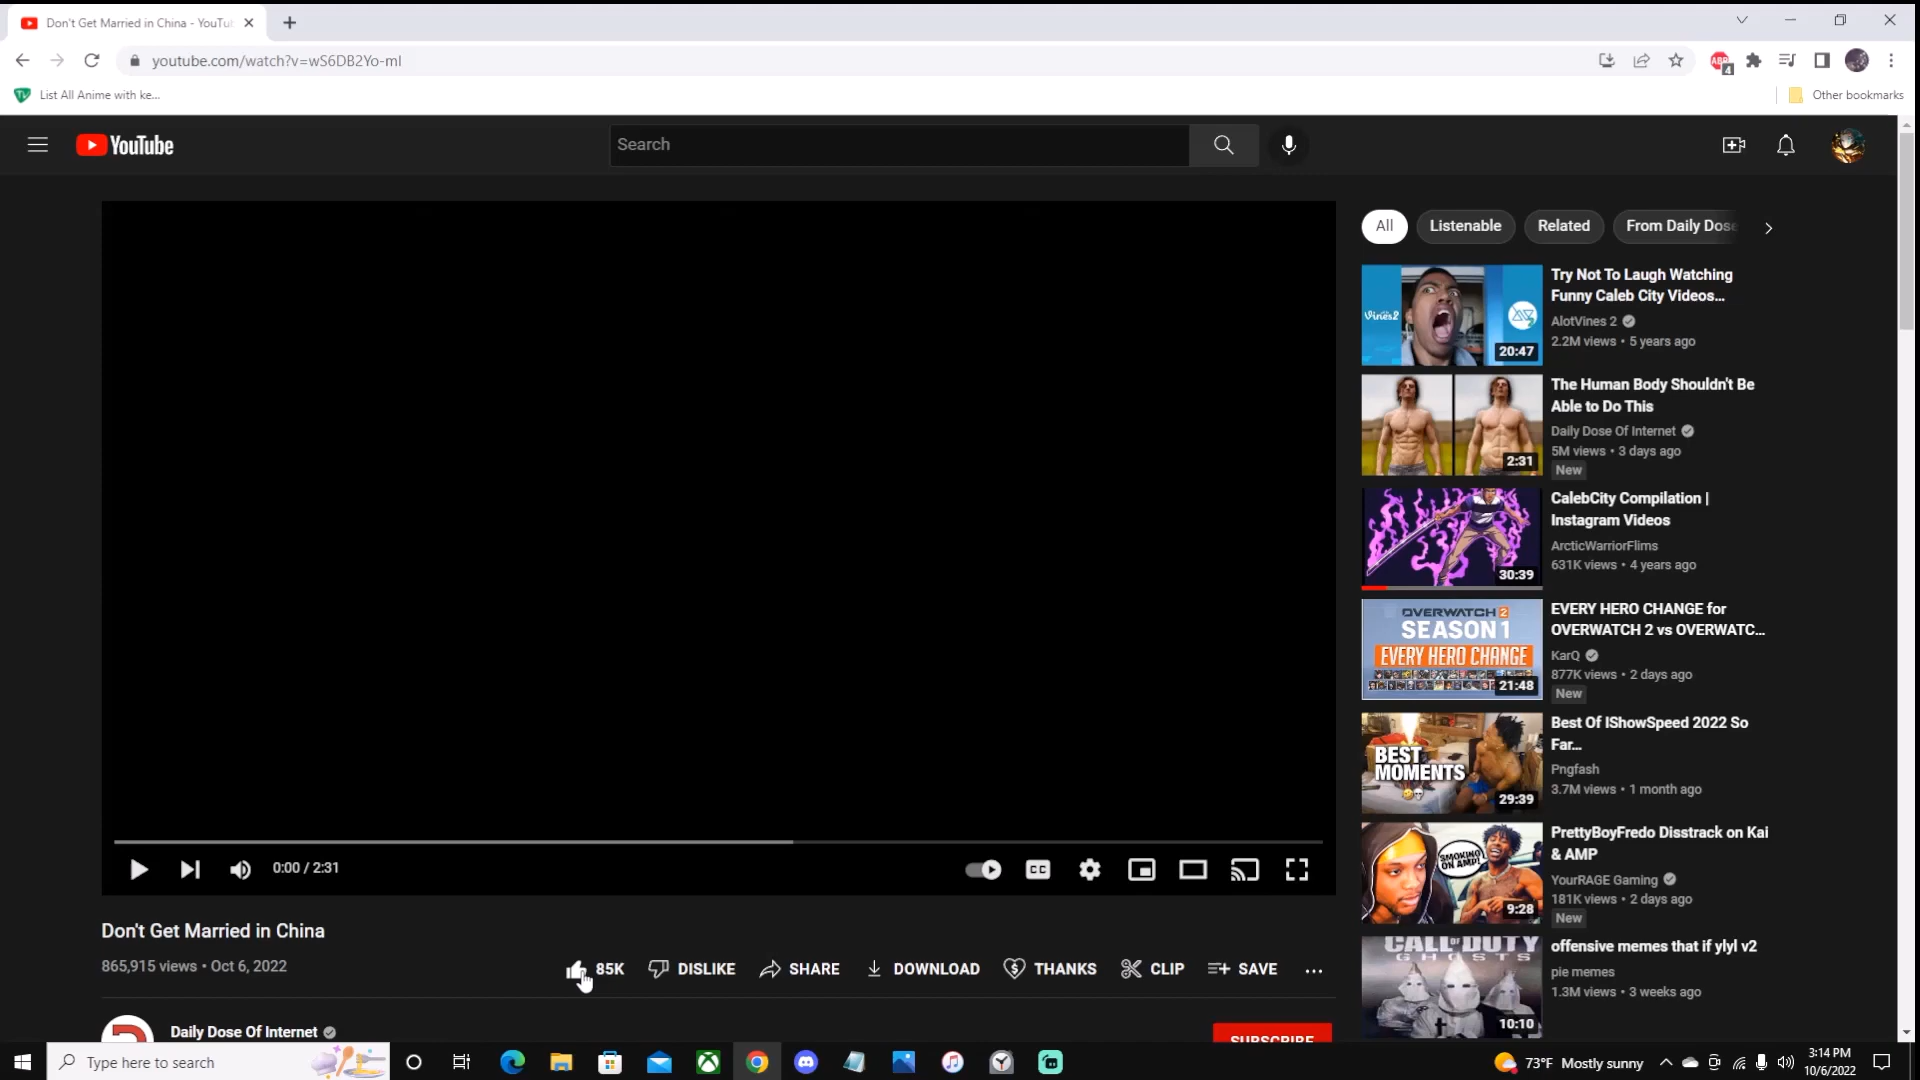 Don't Get Married in China - YouTu
youtube.com/watch?v=wS6DB2Yo-mI
ABP
4
List All Anime with ke...
Other bookmarks
YouTube
Search
All
Listenable
Related
From Daily Dose
Vines2
20:47
Try Not To Laugh Watching
Funny Caleb City Videos...
AlotVines 2
2.2M views • 5 years ago
2:31
The Human Body Shouldn't Be
Able to Do This
Daily Dose Of Internet
5M views • 3 days ago
New
30:39
CalebCity Compilation |
Instagram Videos
ArcticWarriorFlims
631K views • 4 years ago
OVERWATCH 2
SEASON 1
EVERY HERO CHANGE
21:48
EVERY HERO CHANGE for
OVERWATCH 2 vs OVERWATC...
KarQ
877K views • 2 days ago
New
BEST
MOMENTS
29:39
Best Of IShowSpeed 2022 So
Far...
Pngfash
3.7M views • 1 month ago
SMOKING
ON AMP!
9:28
PrettyBoyFredo Disstrack on Kai
& AMP
YourRAGE Gaming
181K views • 2 days ago
New
CALL OF DUTY
GHOSTS
10:10
offensive memes that if ylyl v2
pie memes
1.3M views • 3 weeks ago
0:00 / 2:31
CC
Don't Get Married in China
865,915 views • Oct 6, 2022
85K
DISLIKE
SHARE
DOWNLOAD
THANKS
CLIP
SAVE
Daily Dose Of Internet
SUBSCRIBE
Type here to search
73°F Mostly sunny
3:14 PM
10/6/2022